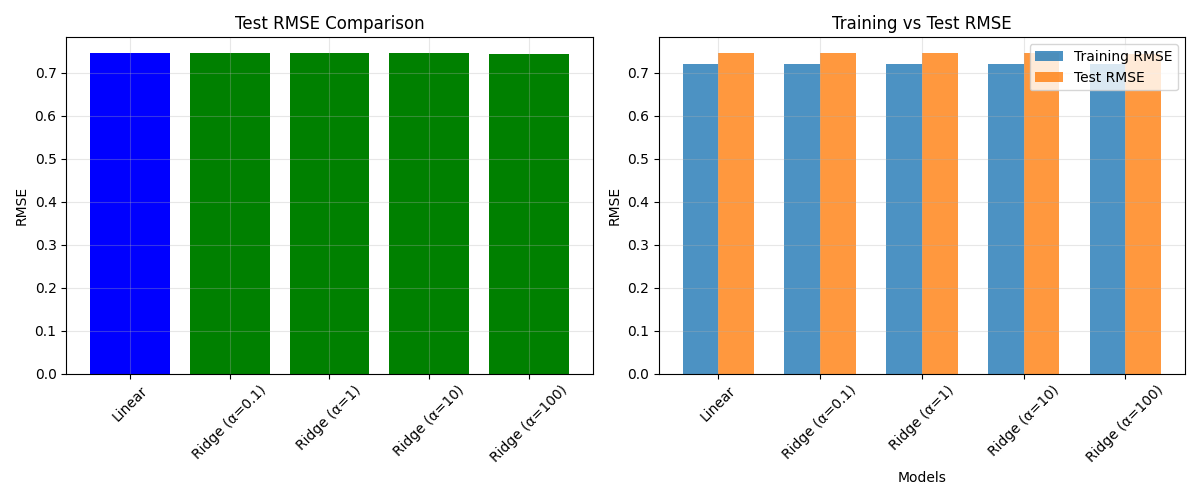 Test RMSE Comparison
RMSE
0.7
0.6
0.5
0.4
0.3
0.2
0.1
0.0
Linear
Ridge (α=0.1)
Ridge (α=1)
Ridge (α=10)
Ridge (α=100)
Training vs Test RMSE
Training RMSE
Test RMSE
RMSE
0.7
0.6
0.5
0.4
0.3
0.2
0.1
0.0
Linear
Ridge (α=0.1)
Ridge (α=1)
Ridge (α=10)
Ridge (α=100)
Models